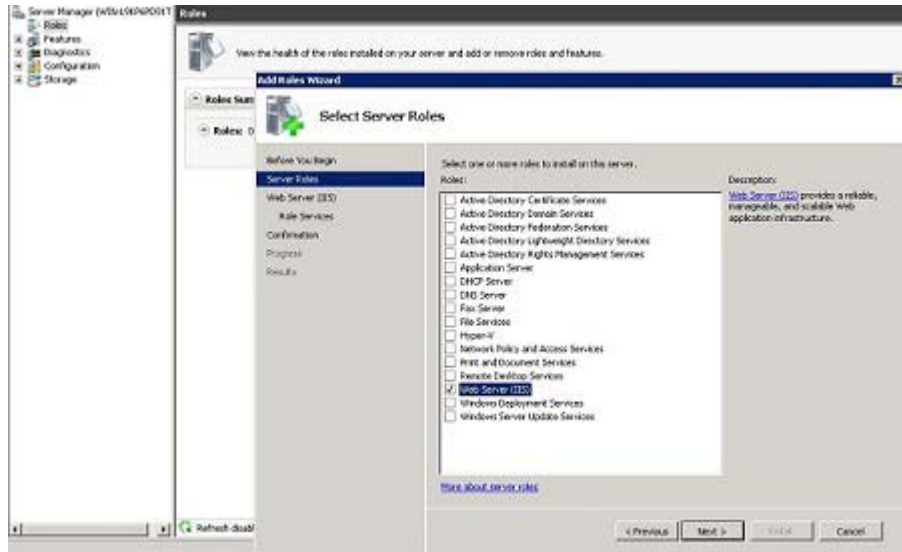 Server Manager
Roles
Features
Diagnostics
Configuration
Storage
Roles
View the health of the roles installed on your server and add or remove roles and features.
Roles Sum
Roles: 0
Refresh disabl
Add Roles Wizard
Select Server Roles
Before You Begin
Server Roles
Web Server (IIS)
Role Services
Confirmation
Progress
Results
Select one or more roles to install on this server.
Roles:
Active Directory Certificate Services
Active Directory Domain Services
Active Directory Federation Services
Active Directory Lightweight Directory Services
Active Directory Rights Management Services
Application Server
DHCP Server
DNS Server
Fax Server
File Services
Hyper-V
Network Policy and Access Services
Print and Document Services
Remote Desktop Services
Web Server (IIS)
Windows Deployment Services
Windows Server Update Services
More about server roles
Description:
Web Server (IIS) provides a reliable,
manageable, and scalable Web
application infrastructure.
< Previous
Next >
Install
Cancel